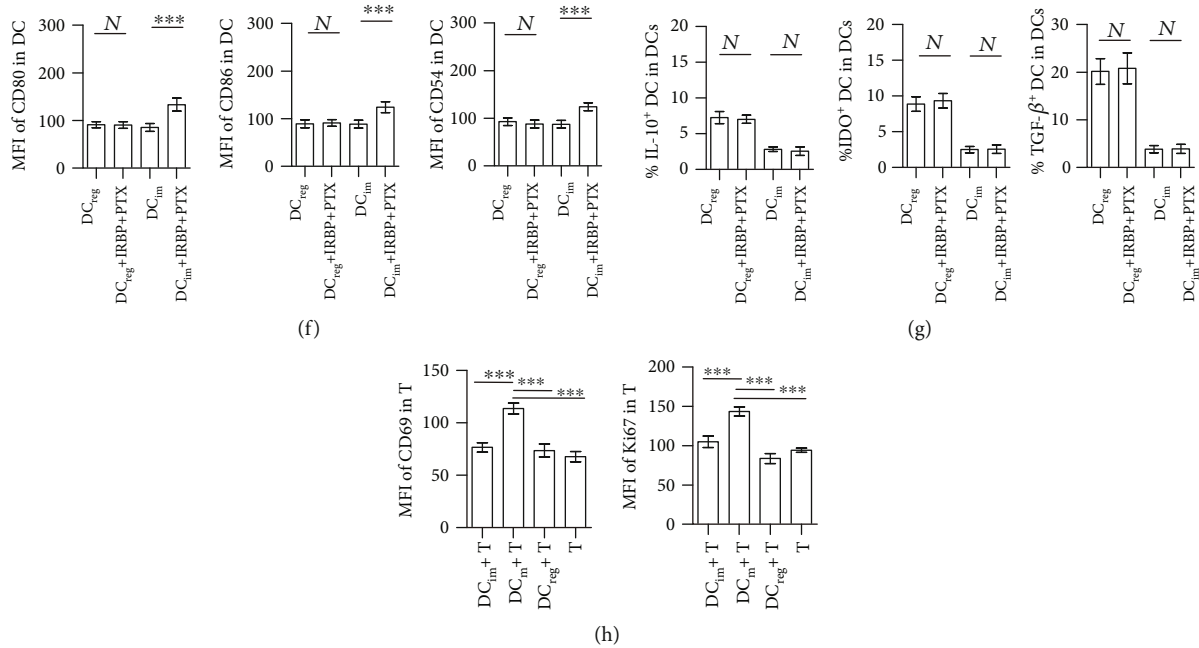 MFI of CD80 in DC
300
200
100
0
N
***
DCreg
DCreg+IRBP+PTX
DCim
DCim+IRBP+PTX
MFI of CD86 in DC
300
200
100
0
N
***
DCreg
DCreg+IRBP+PTX
DCim
DCim+IRBP+PTX
MFI of CD54 in DC
300
200
100
0
N
***
DCreg
DCreg+IRBP+PTX
DCim
DCim+IRBP+PTX
(f)
% IL-10+ DC in DCs
20
15
10
5
0
N
N
DCreg
DCreg+IRBP+PTX
DCim
DCim+IRBP+PTX
%IDO+ DC in DCs
20
15
10
5
0
N
N
DCreg
DCreg+IRBP+PTX
DCim
DCim+IRBP+PTX
% TGF-β+ DC in DCs
30
20
10
0
N
N
DCreg
DCreg+IRBP+PTX
DCim
DCim+IRBP+PTX
(g)
MFI of CD69 in T
150
100
50
0
***
***
***
DCim+ T
DCm+ T
DCreg+ T
T
MFI of Ki67 in T
200
150
100
50
0
***
***
***
DCim+ T
DCm+ T
DCreg+ T
T
(h)